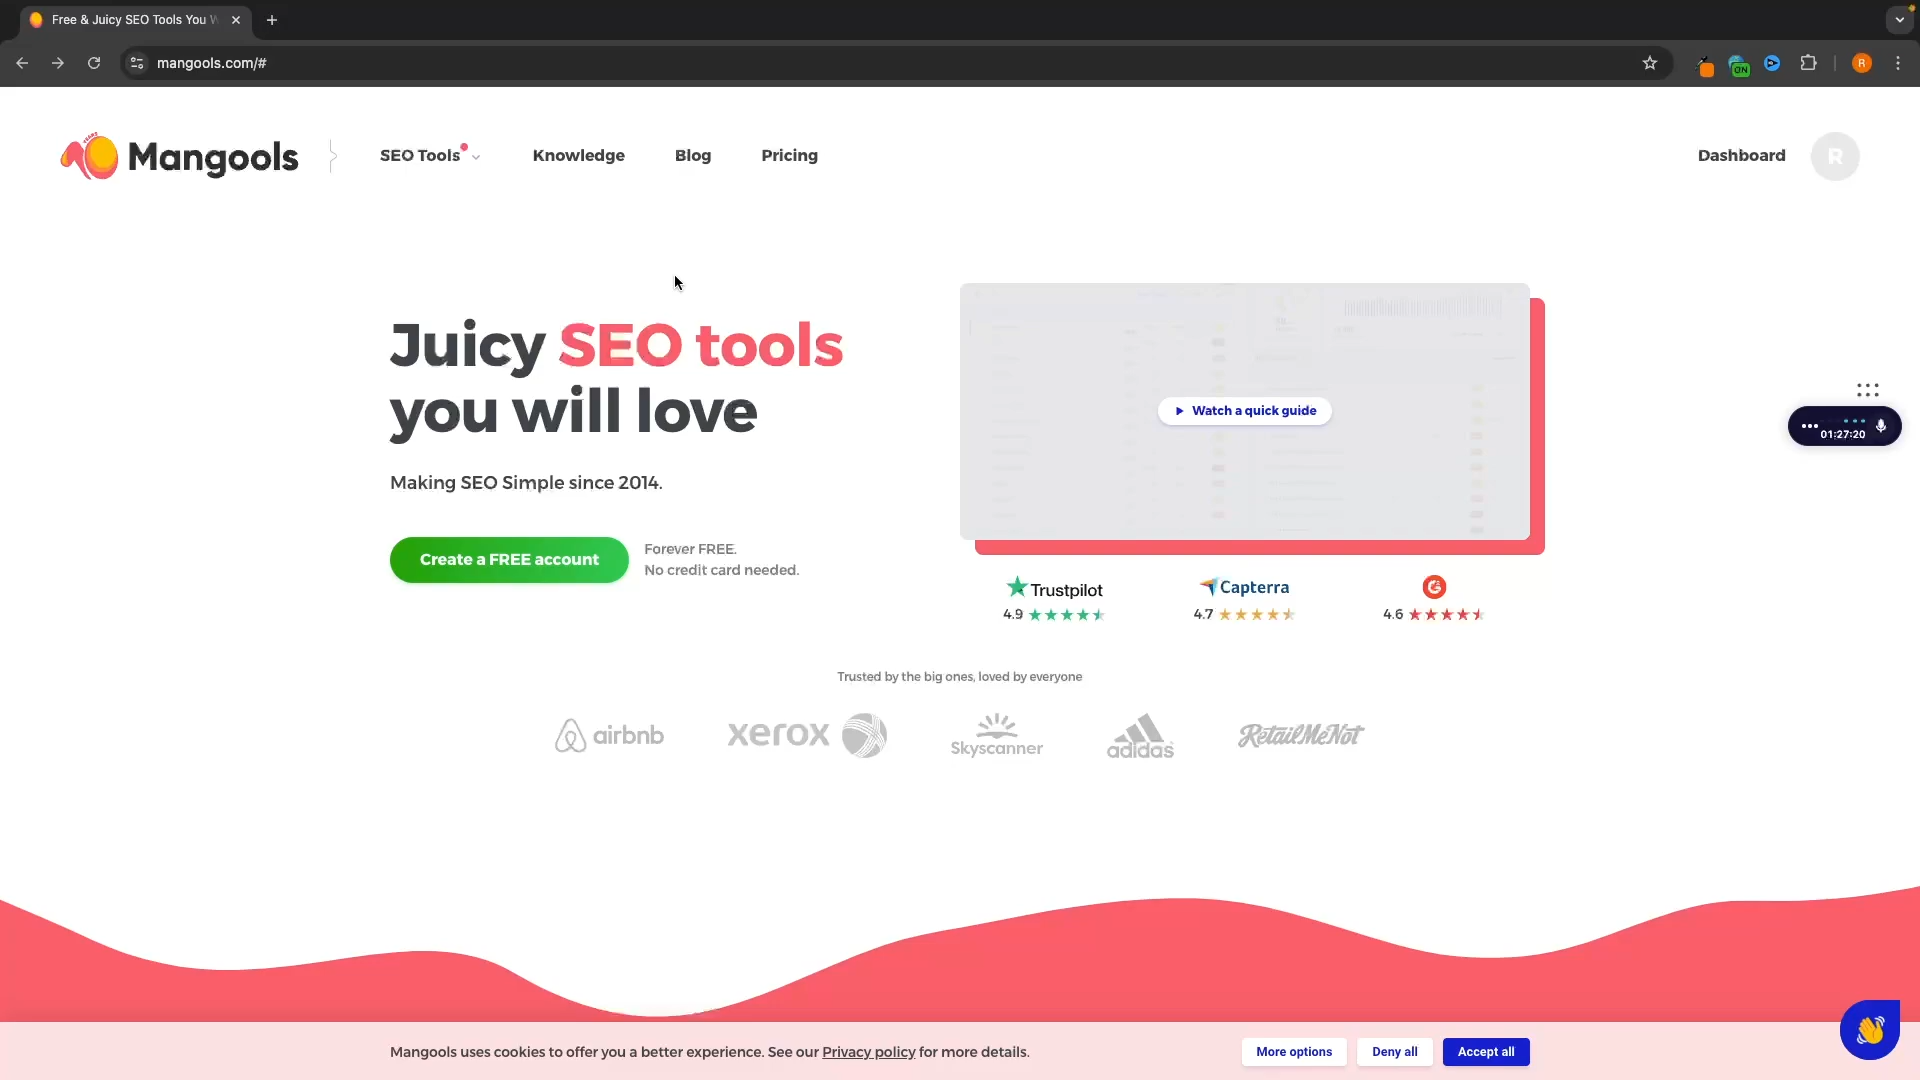 Free & Juicy SEO Tools You W
mangools.com/#
ON
R
Mangools
SEO Tools
Knowledge
Blog
Pricing
Dashboard
R
Juicy SEO tools
you will love
Making SEO Simple since 2014.
Create a FREE account
Forever FREE.
No credit card needed.
Watch a quick guide
01:27:20
Trustpilot
4.9
Capterra
4.7
4.6
Trusted by the big ones, loved by everyone
airbnb
xerox
Skyscanner
adidas
RetailMeNot
Mangools uses cookies to offer you a better experience. See our Privacy policy for more details.
More options
Deny all
Accept all